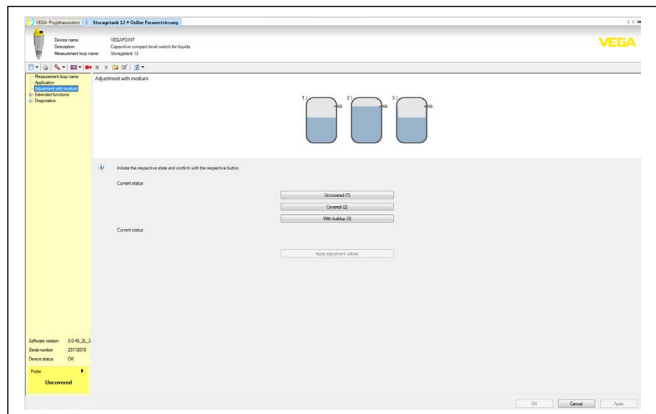 VEGA-Projektassistent
Storagetank 12 # Online Parametrierung
Device name: VEGAPOINT
Description: Capacitive compact level switch for liquids
Measurement loop name: Storagetank 12
VEGA
Measurement loop name
Application
Adjustment with medium
Extended functions
Diagnostics
Adjustment with medium
1) 2) 3)
Initiate the respective state and confirm with the respective button.
Current status
Uncovered (1)
Covered (2)
With buildup (3)
Current status
Apply adjustment values
Software version
Serial number 23112018
Device status OK
Probe
Uncovered
OK Cancel Apply